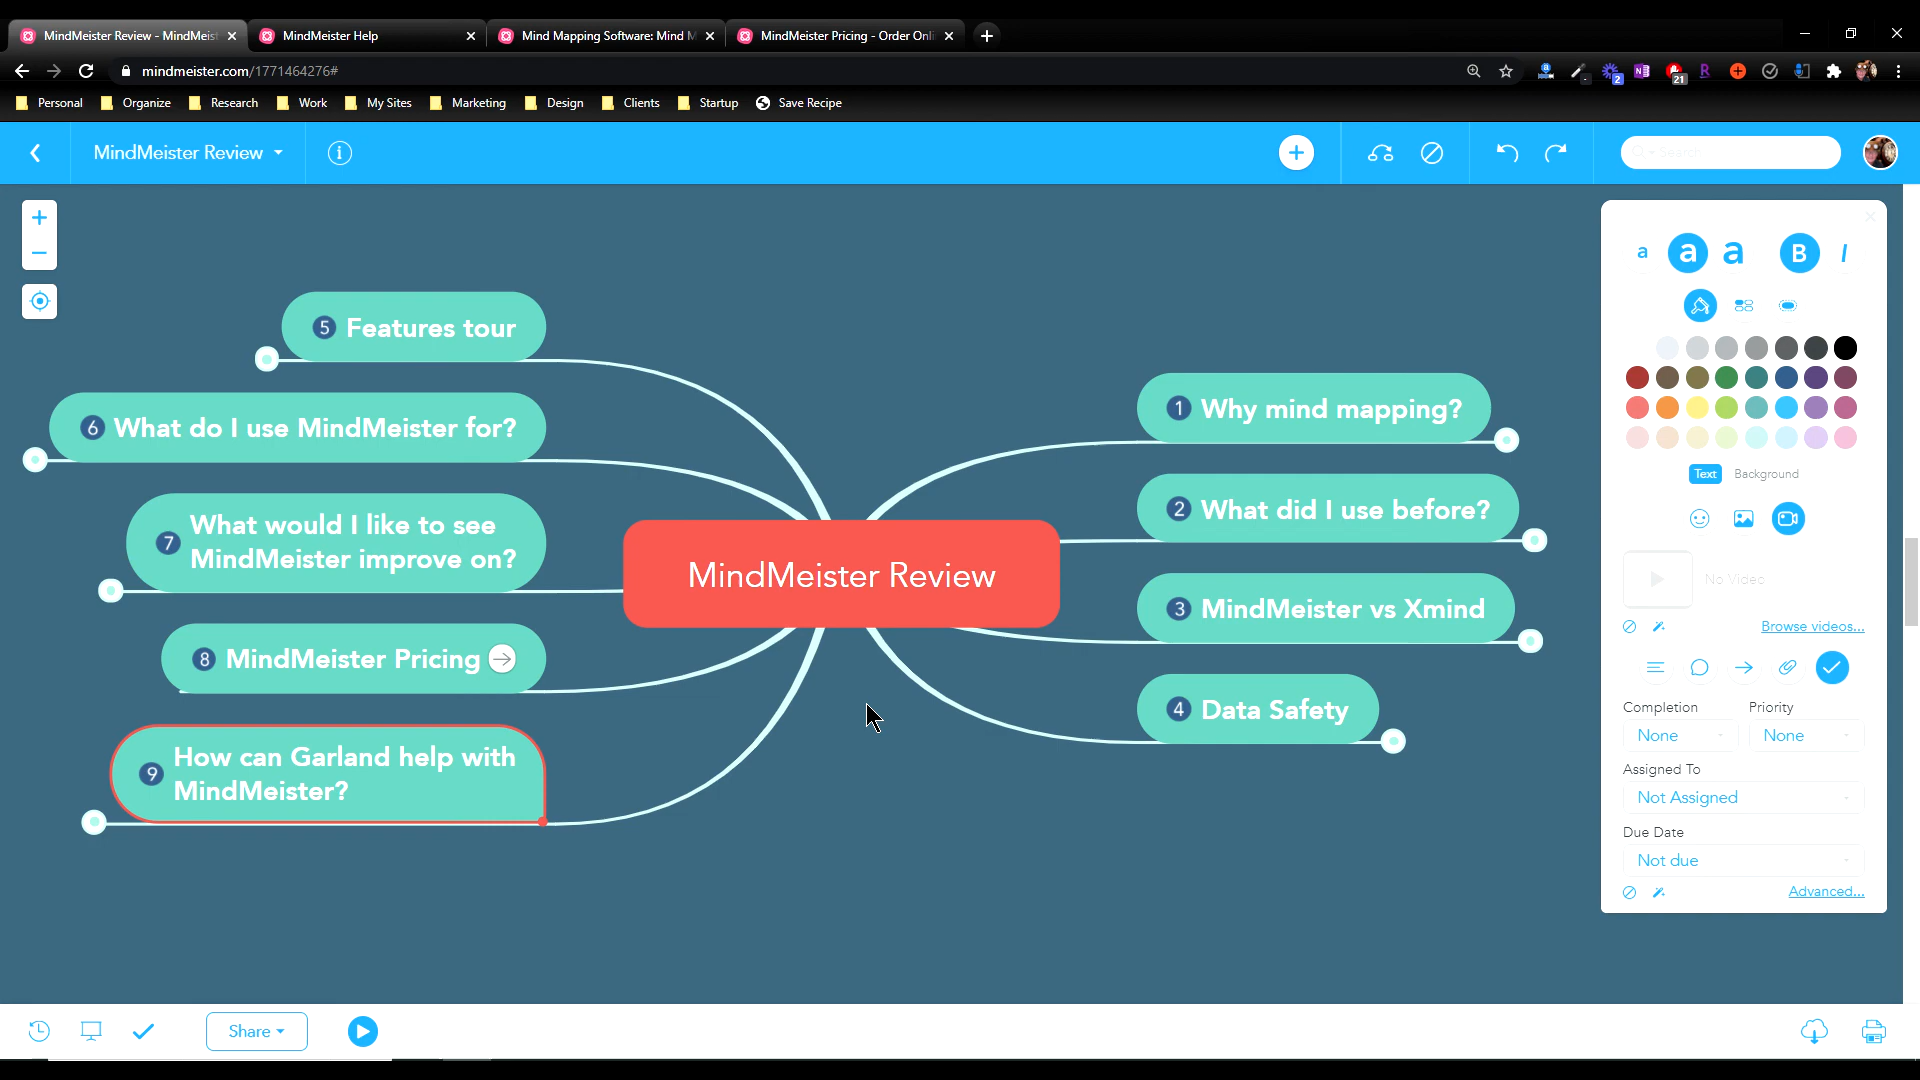 MindMeister Review - MindMeist
MindMeister Help
Mind Mapping Software: Mind M
MindMeister Pricing - Order Onli
mindmeister.com/1771464276#
2
N
21
R
Personal
Organize
Research
Work
My Sites
Marketing
Design
Clients
Startup
Save Recipe
MindMeister Review
Search
a a a B I
5 Features tour
6 What do I use MindMeister for?
7 What would I like to see
MindMeister improve on?
8 MindMeister Pricing
9 How can Garland help with
MindMeister?
MindMeister Review
1 Why mind mapping?
2 What did I use before?
3 MindMeister vs Xmind
4 Data Safety
Text Background
No Video
Browse videos...
Completion Priority
None None
Assigned To
Not Assigned
Due Date
Not due
Advanced...
Share